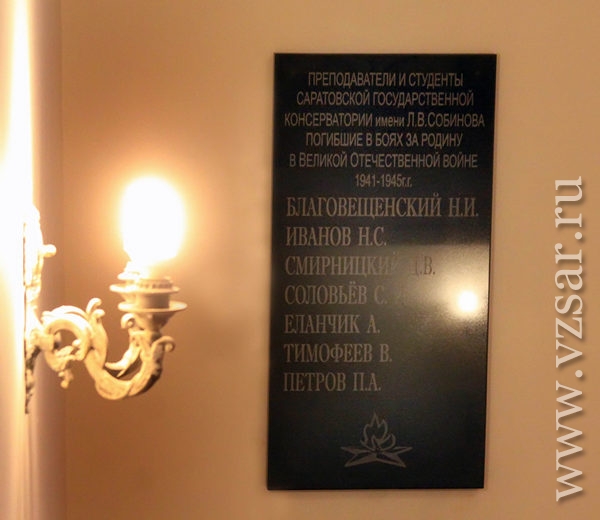 ПРЕПОДАВАТЕЛИ И СТУДЕНТЫ
САРАТОВСКОЙ ГОСУДАРСТВЕННОЙ
КОНСЕРВАТОРИИ имени Л.В.СОБИНОВА
ПОГИБШИЕ В БОЯХ ЗА РОДИНУ
В ВЕЛИКОЙ ОТЕЧЕСТВЕННОЙ ВОЙНЕ
1941-1945г.г.
БЛАГОВЕЩЕНСКИЙ Н.И.
ИВАНОВ Н.С.
СМИРНИЦКИЙ В.
СОЛОВЬЁВ С.
ЕЛАНЧИК А.
ТИМОФЕЕВ В.
ПЕТРОВ П.А.
www.vzsar.ru